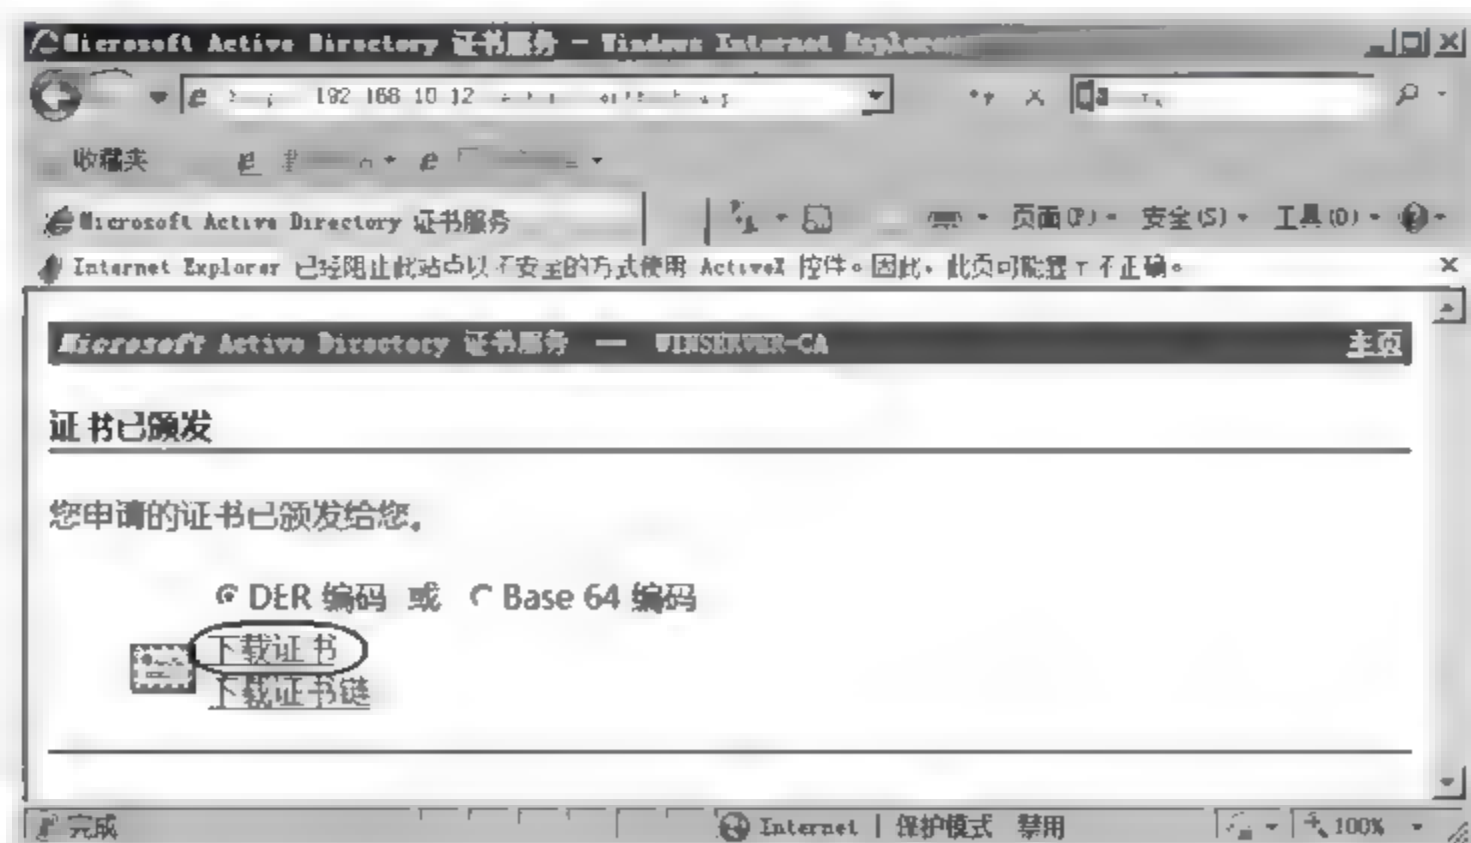 Microsoft Active Directory 证书服务 - Windows Internet Explorer
192 168 10 12
收藏夹
Microsoft Active Directory 证书服务
页面(P) 安全(S) 工具(O)
Internet Explorer 已经阻止此站点以不安全的方式使用 ActiveX 控件。因此,此页可能显示不正确。
Microsoft Active Directory 证书服务 — WINSERVER-CA 主页
证书已颁发
您申请的证书已颁发给您。
DER 编码 或 Base 64 编码
下载证书
下载证书链
完成 Internet | 保护模式 禁用 100%